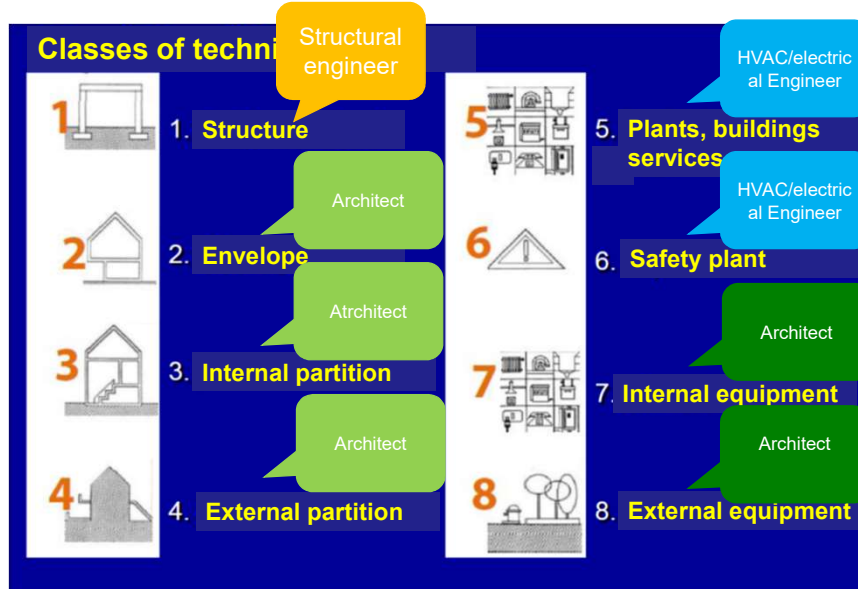 Classes of techni
Structural
engineer
1
1. Structure
Architect
2
2. Envelope
Atrchitect
3
3. Internal partition
Architect
4
4. External partition
HVAC/electric
al Engineer
5
5. Plants, buildings
services
HVAC/electric
al Engineer
6
6. Safety plant
Architect
7
7. Internal equipment
Architect
8
8. External equipment